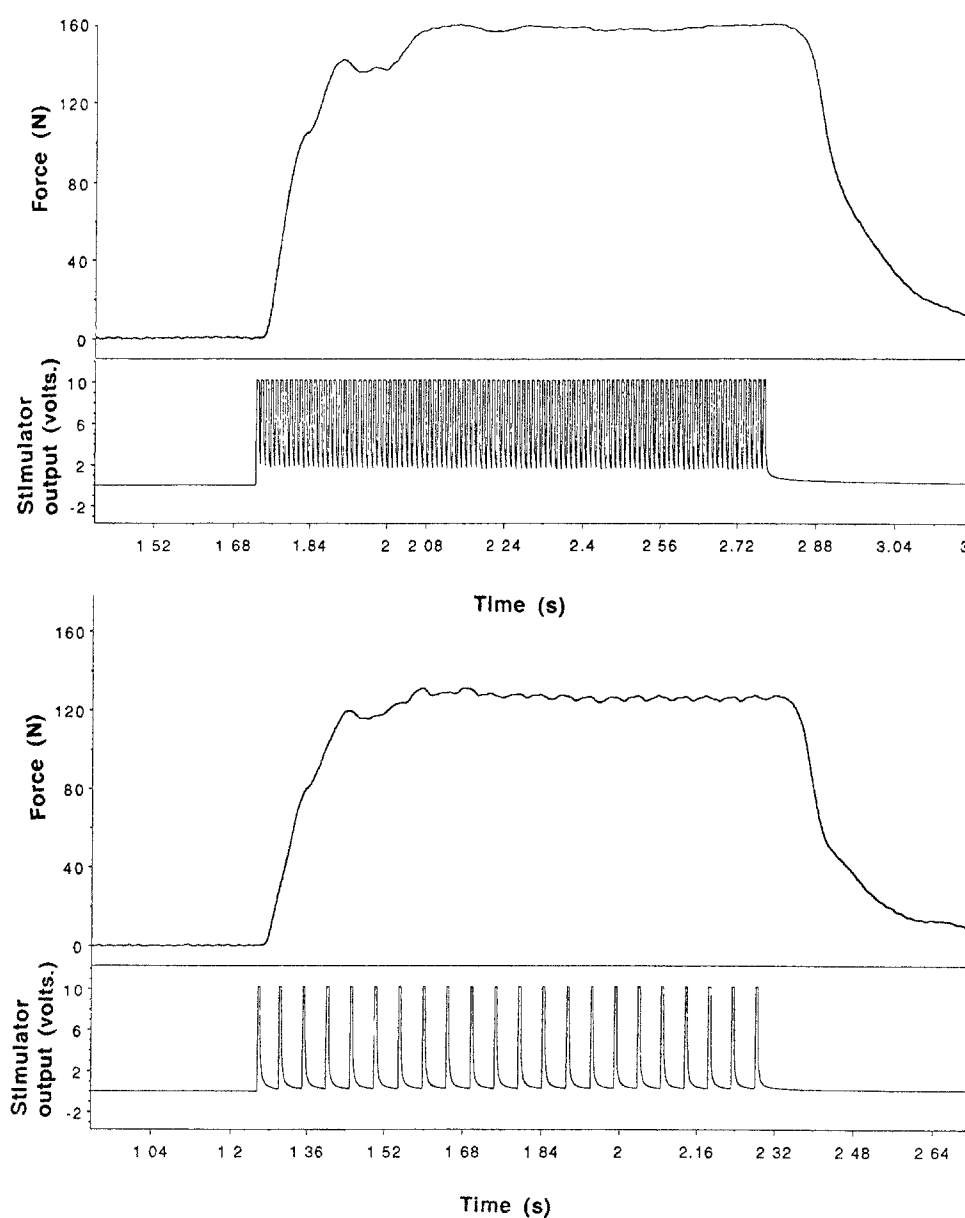 160
120
80
40
0
Force (N)
10
6
2
-2
Stimulator
output (volts.)
1 52 1 68 1.84 2 2 08 2.24 2.4 2 56 2.72 2 88 3.04
Time (s)
160
120
80
40
0
Force (N)
10
6
2
-2
Stimulator
output (volts.)
1 04 1 2 1 36 1 52 1 68 1 84 2 2.16 2 32 2 48 2 64
Time (s)